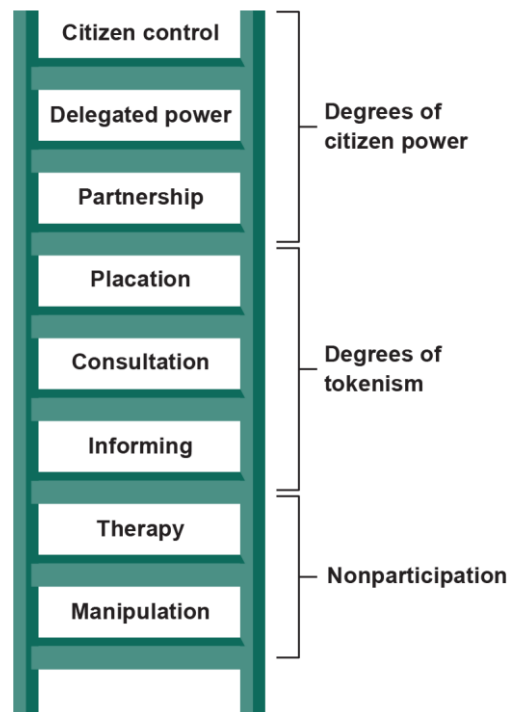 Citizen control
Delegated power
Partnership
Placation
Consultation
Informing
Therapy
Manipulation
Degrees of
citizen power
Degrees of
tokenism
Nonparticipation